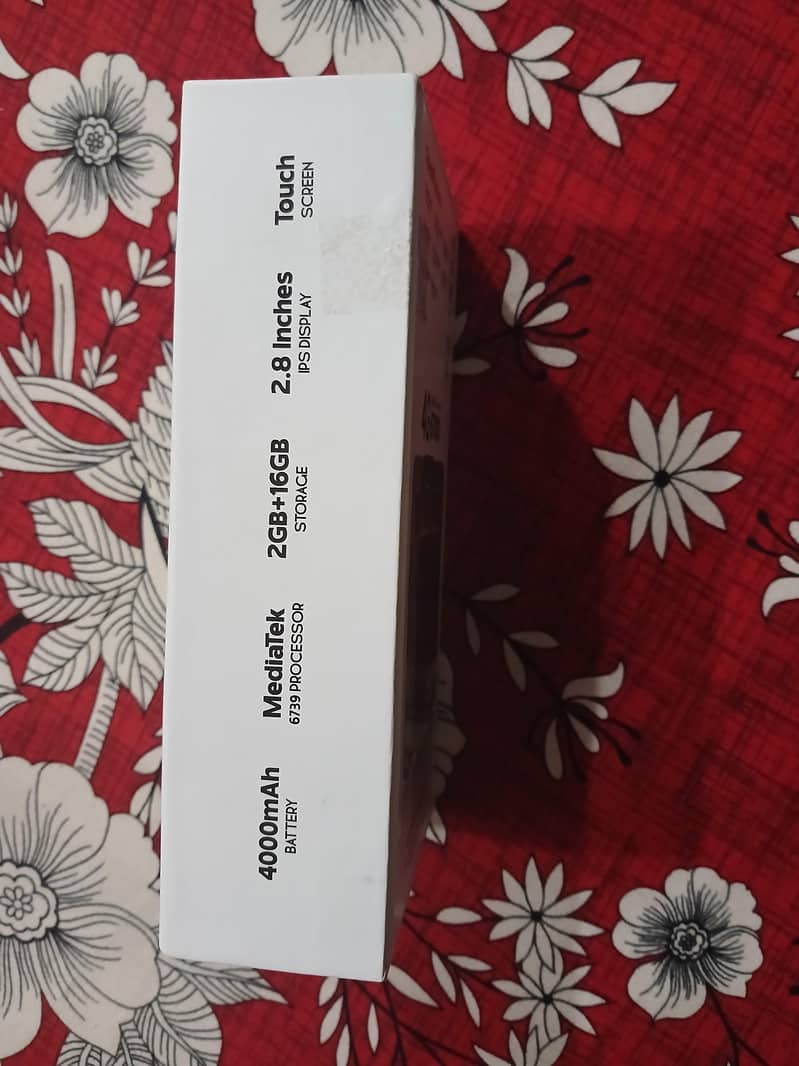 4000mAh
BATTERY
MediaTek
6739 PROCESSOR
2GB+16GB
STORAGE
2.8 Inches
IPS DISPLAY
Touch
SCREEN